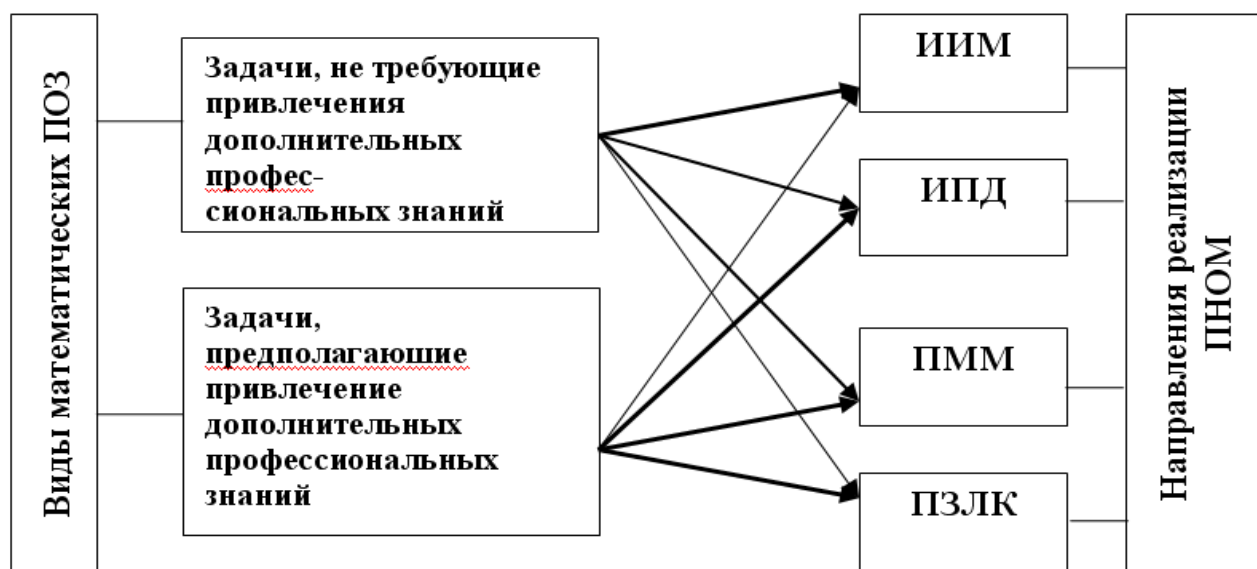 Виды математических ПОЗ
Задачи, не требующие
привлечения
дополнительных
профес-
сиональных знаний
Задачи,
предполагаюшие
привлечение
дополнительных
профессиональных
знаний
ИИМ
ИПД
ПММ
ПЗЛК
Направления реализации
ПНОМ